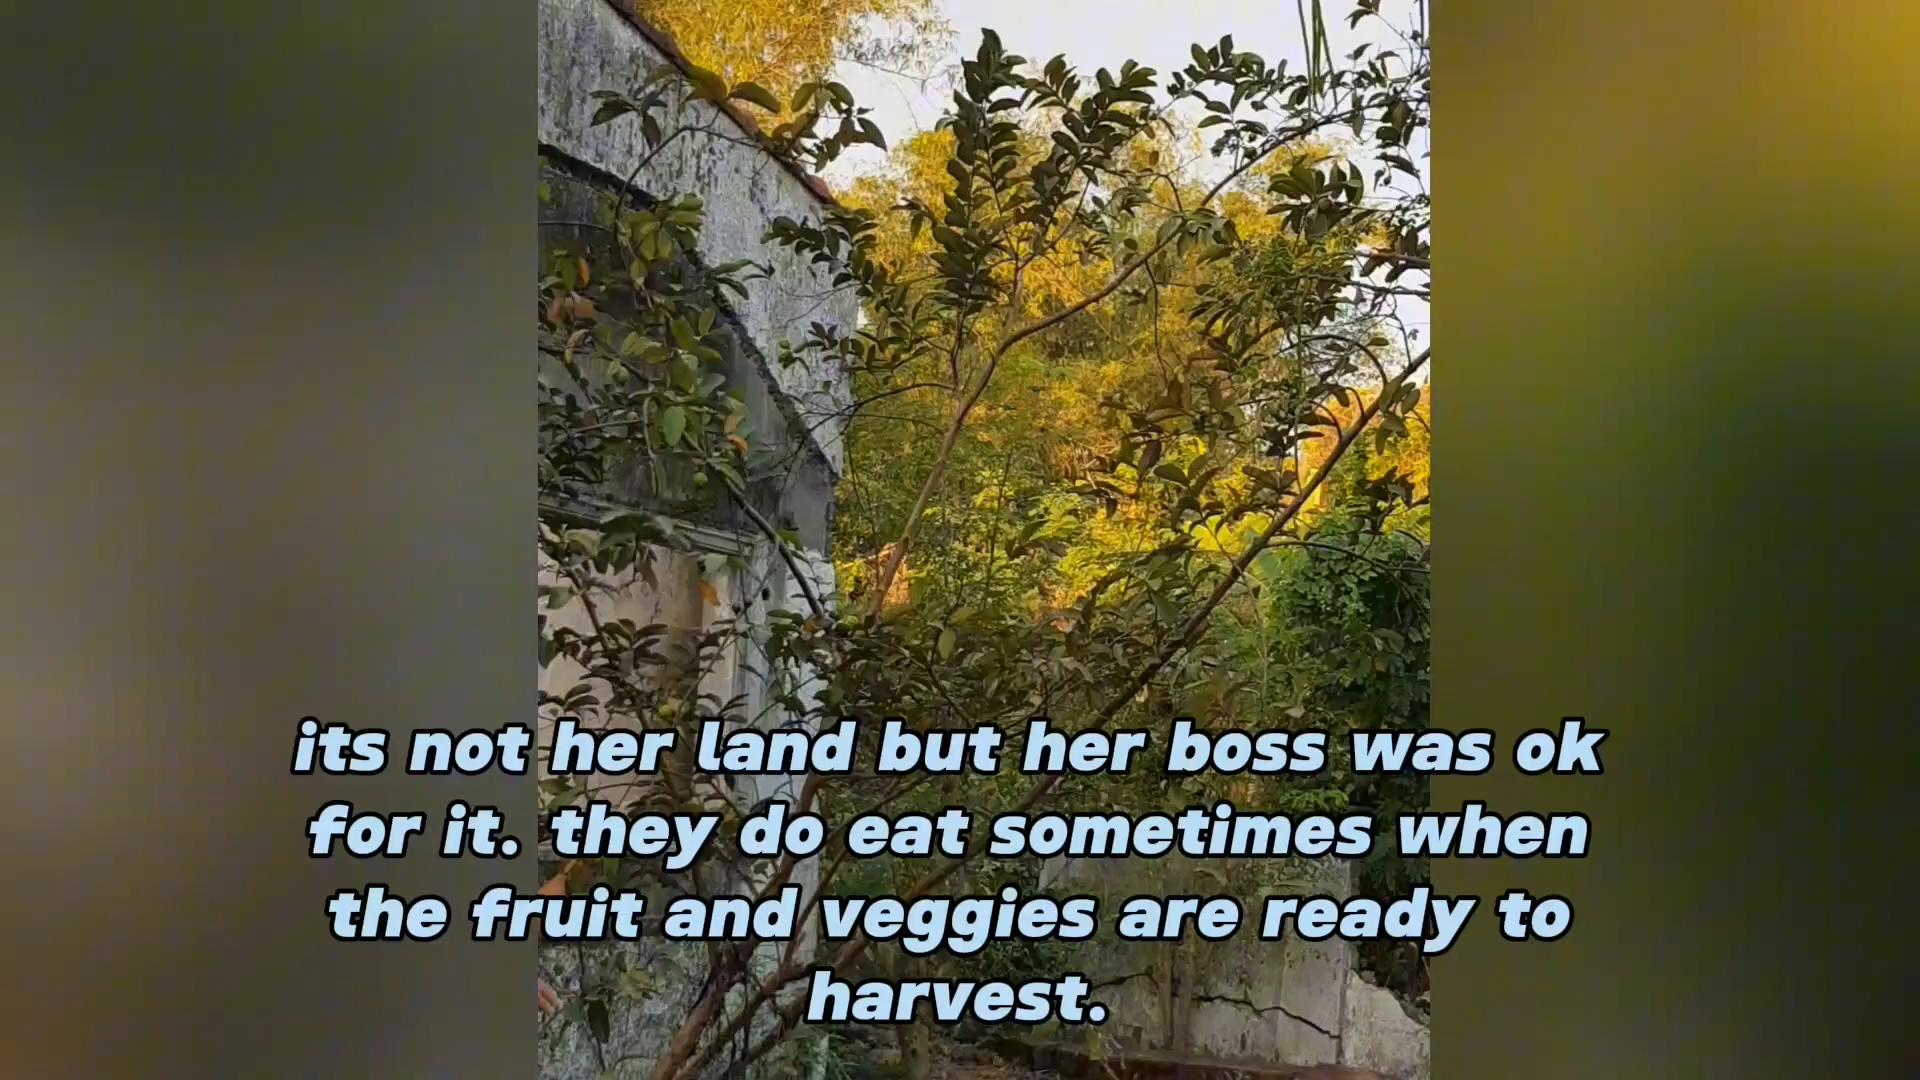 its not her land but her boss was ok
for it. they do eat sometimes when
the fruit and veggies are ready to
harvest.